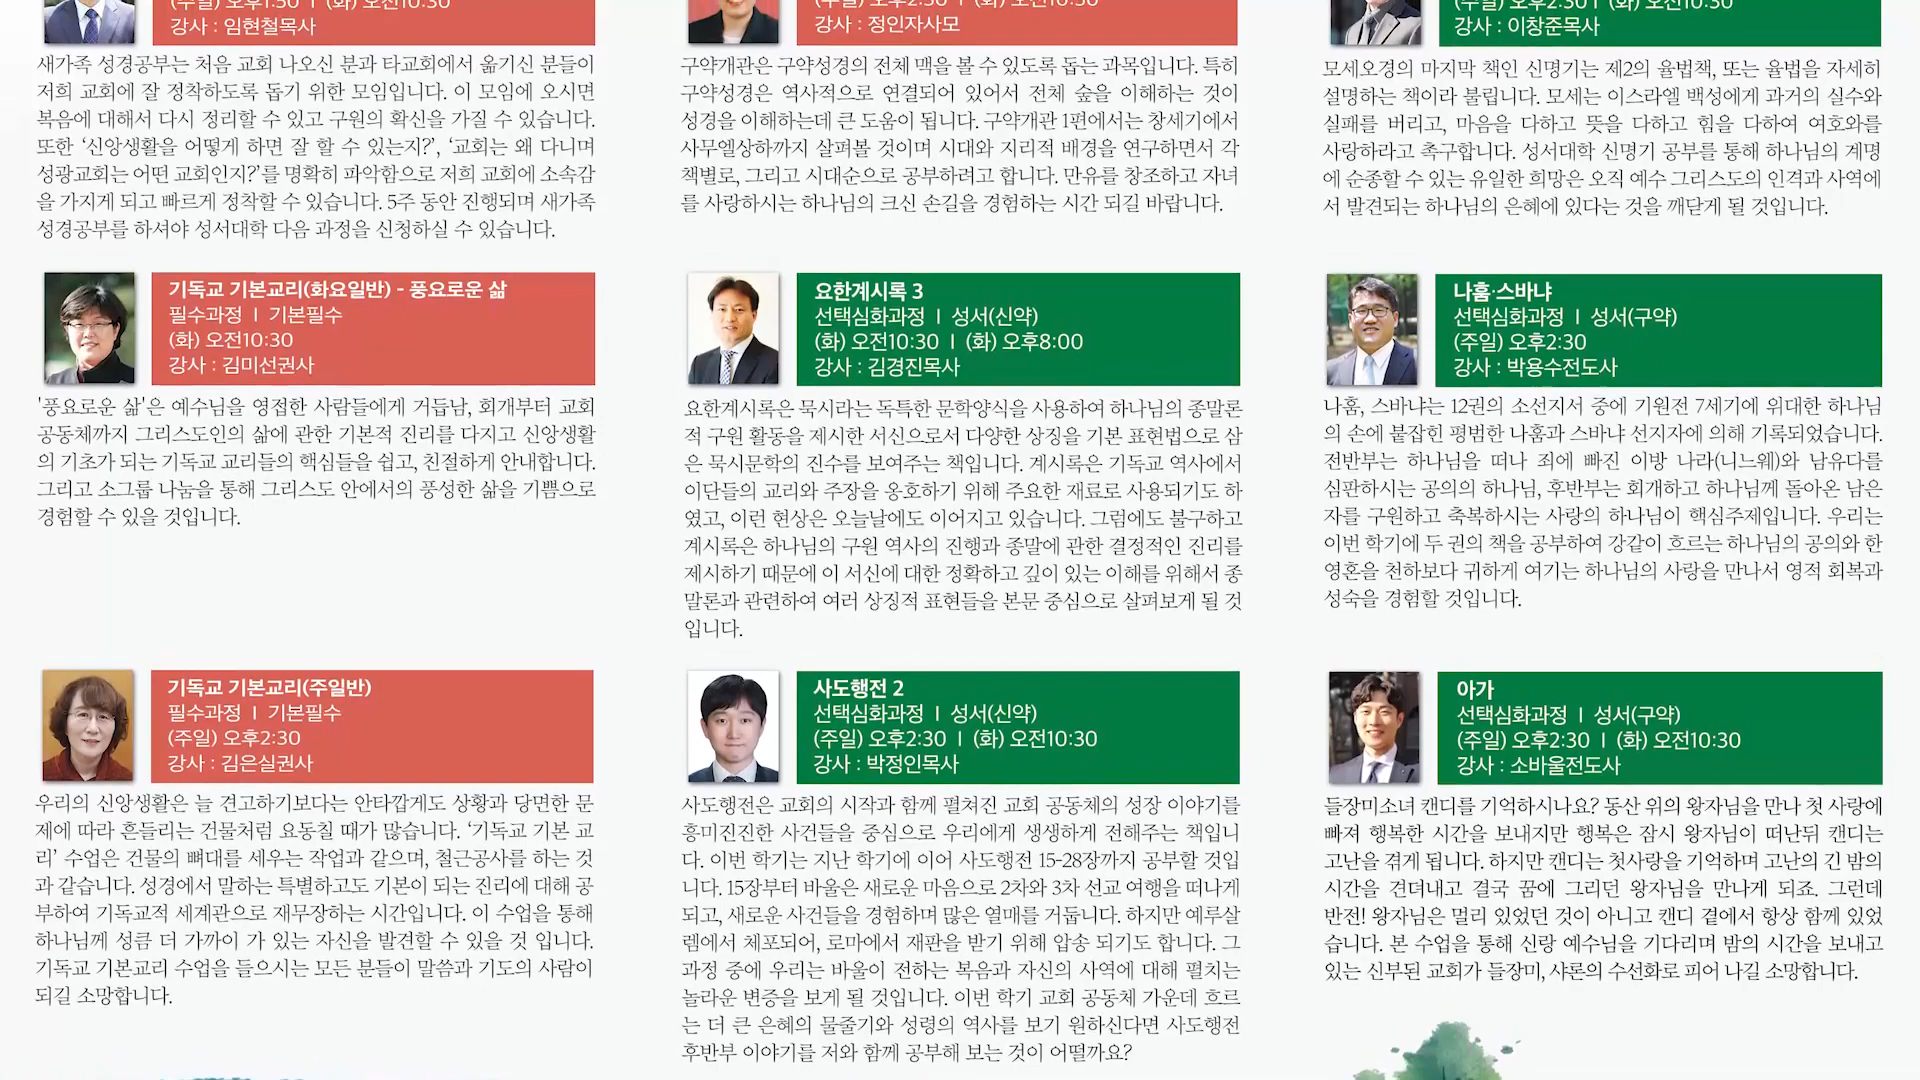 (주일) 오후1:50 ㅣ (화) 오전10:30
강사 : 임현철목사
새가족 성경공부는 처음 교회 나오신 분과 타교회에서 옮기신 분들이
저희 교회에 잘 정착하도록 돕기 위한 모임입니다. 이 모임에 오시면
복음에 대해서 다시 정리할 수 있고 구원의 확신을 가질 수 있습니다.
또한 ‘신앙생활을 어떻게 하면 잘 할 수 있는지?’, ‘교회는 왜 다니며
성광교회는 어떤 교회인지?’를 명확히 파악함으로 저희 교회에 소속감
을 가지게 되고 빠르게 정착할 수 있습니다. 5주 동안 진행되며 새가족
성경공부를 하셔야 성서대학 다음 과정을 신청하실 수 있습니다.
기독교 기본교리(화요일반) - 풍요로운 삶
필수과정 ㅣ 기본필수
(화) 오전10:30
강사 : 김미선권사
'풍요로운 삶'은 예수님을 영접한 사람들에게 거듭남, 회개부터 교회
공동체까지 그리스도인의 삶에 관한 기본적 진리를 다지고 신앙생활
의 기초가 되는 기독교 교리들의 핵심들을 쉽고, 친절하게 안내합니다.
그리고 소그룹 나눔을 통해 그리스도 안에서의 풍성한 삶을 기쁨으로
경험할 수 있을 것입니다.
기독교 기본교리(주일반)
필수과정 ㅣ 기본필수
(주일) 오후2:30
강사 : 김은실권사
우리의 신앙생활은 늘 견고하기보다는 안타깝게도 상황과 당면한 문
제에 따라 흔들리는 건물처럼 요동칠 때가 많습니다. ‘기독교 기본 교
리’ 수업은 건물의 뼈대를 세우는 작업과 같으며, 철근공사를 하는 것
과 같습니다. 성경에서 말하는 특별하고도 기본이 되는 진리에 대해 공
부하여 기독교적 세계관으로 재무장하는 시간입니다. 이 수업을 통해
하나님께 성큼 더 가까이 가 있는 자신을 발견할 수 있을 것 입니다.
기독교 기본교리 수업을 들으시는 모든 분들이 말씀과 기도의 사람이
되길 소망합니다.
(주일) 오후2:30 ㅣ (화) 오전10:30
강사 : 정인자사모
구약개관은 구약성경의 전체 맥을 볼 수 있도록 돕는 과목입니다. 특히
구약성경은 역사적으로 연결되어 있어서 전체 숲을 이해하는 것이
성경을 이해하는데 큰 도움이 됩니다. 구약개관 1편에서는 창세기에서
사무엘상하까지 살펴볼 것이며 시대와 지리적 배경을 연구하면서 각
책별로, 그리고 시대순으로 공부하려고 합니다. 만유를 창조하고 자녀
를 사랑하시는 하나님의 크신 손길을 경험하는 시간 되길 바랍니다.
요한계시록 3
선택심화과정 ㅣ 성서(신약)
(화) 오전10:30 ㅣ (화) 오후8:00
강사 : 김경진목사
요한계시록은 묵시라는 독특한 문학양식을 사용하여 하나님의 종말론
적 구원 활동을 제시한 서신으로서 다양한 상징을 기본 표현법으로 삼
은 묵시문학의 진수를 보여주는 책입니다. 계시록은 기독교 역사에서
이단들의 교리와 주장을 옹호하기 위해 주요한 재료로 사용되기도 하
였고, 이런 현상은 오늘날에도 이어지고 있습니다. 그럼에도 불구하고
계시록은 하나님의 구원 역사의 진행과 종말에 관한 결정적인 진리를
제시하기 때문에 이 서신에 대한 정확하고 깊이 있는 이해를 위해서 종
말론과 관련하여 여러 상징적 표현들을 본문 중심으로 살펴보게 될 것
입니다.
사도행전 2
선택심화과정 ㅣ 성서(신약)
(주일) 오후2:30 ㅣ (화) 오전10:30
강사 : 박정인목사
사도행전은 교회의 시작과 함께 펼쳐진 교회 공동체의 성장 이야기를
흥미진진한 사건들을 중심으로 우리에게 생생하게 전해주는 책입니
다. 이번 학기는 지난 학기에 이어 사도행전 15-28장까지 공부할 것입
니다. 15장부터 바울은 새로운 마음으로 2차와 3차 선교 여행을 떠나게
되고, 새로운 사건들을 경험하며 많은 열매를 거둡니다. 하지만 예루살
렘에서 체포되어, 로마에서 재판을 받기 위해 압송 되기도 합니다. 그
과정 중에 우리는 바울이 전하는 복음과 자신의 사역에 대해 펼치는
놀라운 변증을 보게 될 것입니다. 이번 학기 교회 공동체 가운데 흐르
는 더 큰 은혜의 물줄기와 성령의 역사를 보기 원하신다면 사도행전
후반부 이야기를 저와 함께 공부해 보는 것이 어떨까요?
(주일) 오후2:30 ㅣ (화) 오전10:30
강사 : 이창준목사
모세오경의 마지막 책인 신명기는 제2의 율법책, 또는 율법을 자세히
설명하는 책이라 불립니다. 모세는 이스라엘 백성에게 과거의 실수와
실패를 버리고, 마음을 다하고 뜻을 다하고 힘을 다하여 여호와를
사랑하라고 촉구합니다. 성서대학 신명기 공부를 통해 하나님의 계명
에 순종할 수 있는 유일한 희망은 오직 예수 그리스도의 인격과 사역에
서 발견되는 하나님의 은혜에 있다는 것을 깨닫게 될 것입니다.
나훔·스바냐
선택심화과정 ㅣ 성서(구약)
(주일) 오후2:30
강사 : 박용수전도사
나훔, 스바냐는 12권의 소선지서 중에 기원전 7세기에 위대한 하나님
의 손에 붙잡힌 평범한 나훔과 스바냐 선지자에 의해 기록되었습니다.
전반부는 하나님을 떠나 죄에 빠진 이방 나라(니느웨)와 남유다를
심판하시는 공의의 하나님, 후반부는 회개하고 하나님께 돌아온 남은
자를 구원하고 축복하시는 사랑의 하나님이 핵심주제입니다. 우리는
이번 학기에 두 권의 책을 공부하여 강같이 흐르는 하나님의 공의와 한
영혼을 천하보다 귀하게 여기는 하나님의 사랑을 만나서 영적 회복과
성숙을 경험할 것입니다.
아가
선택심화과정 ㅣ 성서(구약)
(주일) 오후2:30 ㅣ (화) 오전10:30
강사 : 소바울전도사
들장미소녀 캔디를 기억하시나요? 동산 위의 왕자님을 만나 첫 사랑에
빠져 행복한 시간을 보내지만 행복은 잠시 왕자님이 떠난뒤 캔디는
고난을 겪게 됩니다. 하지만 캔디는 첫사랑을 기억하며 고난의 긴 밤의
시간을 견뎌내고 결국 꿈에 그리던 왕자님을 만나게 되죠. 그런데
반전! 왕자님은 멀리 있었던 것이 아니고 캔디 곁에서 항상 함께 있었
습니다. 본 수업을 통해 신랑 예수님을 기다리며 밤의 시간을 보내고
있는 신부된 교회가 들장미, 샤론의 수선화로 피어 나길 소망합니다.